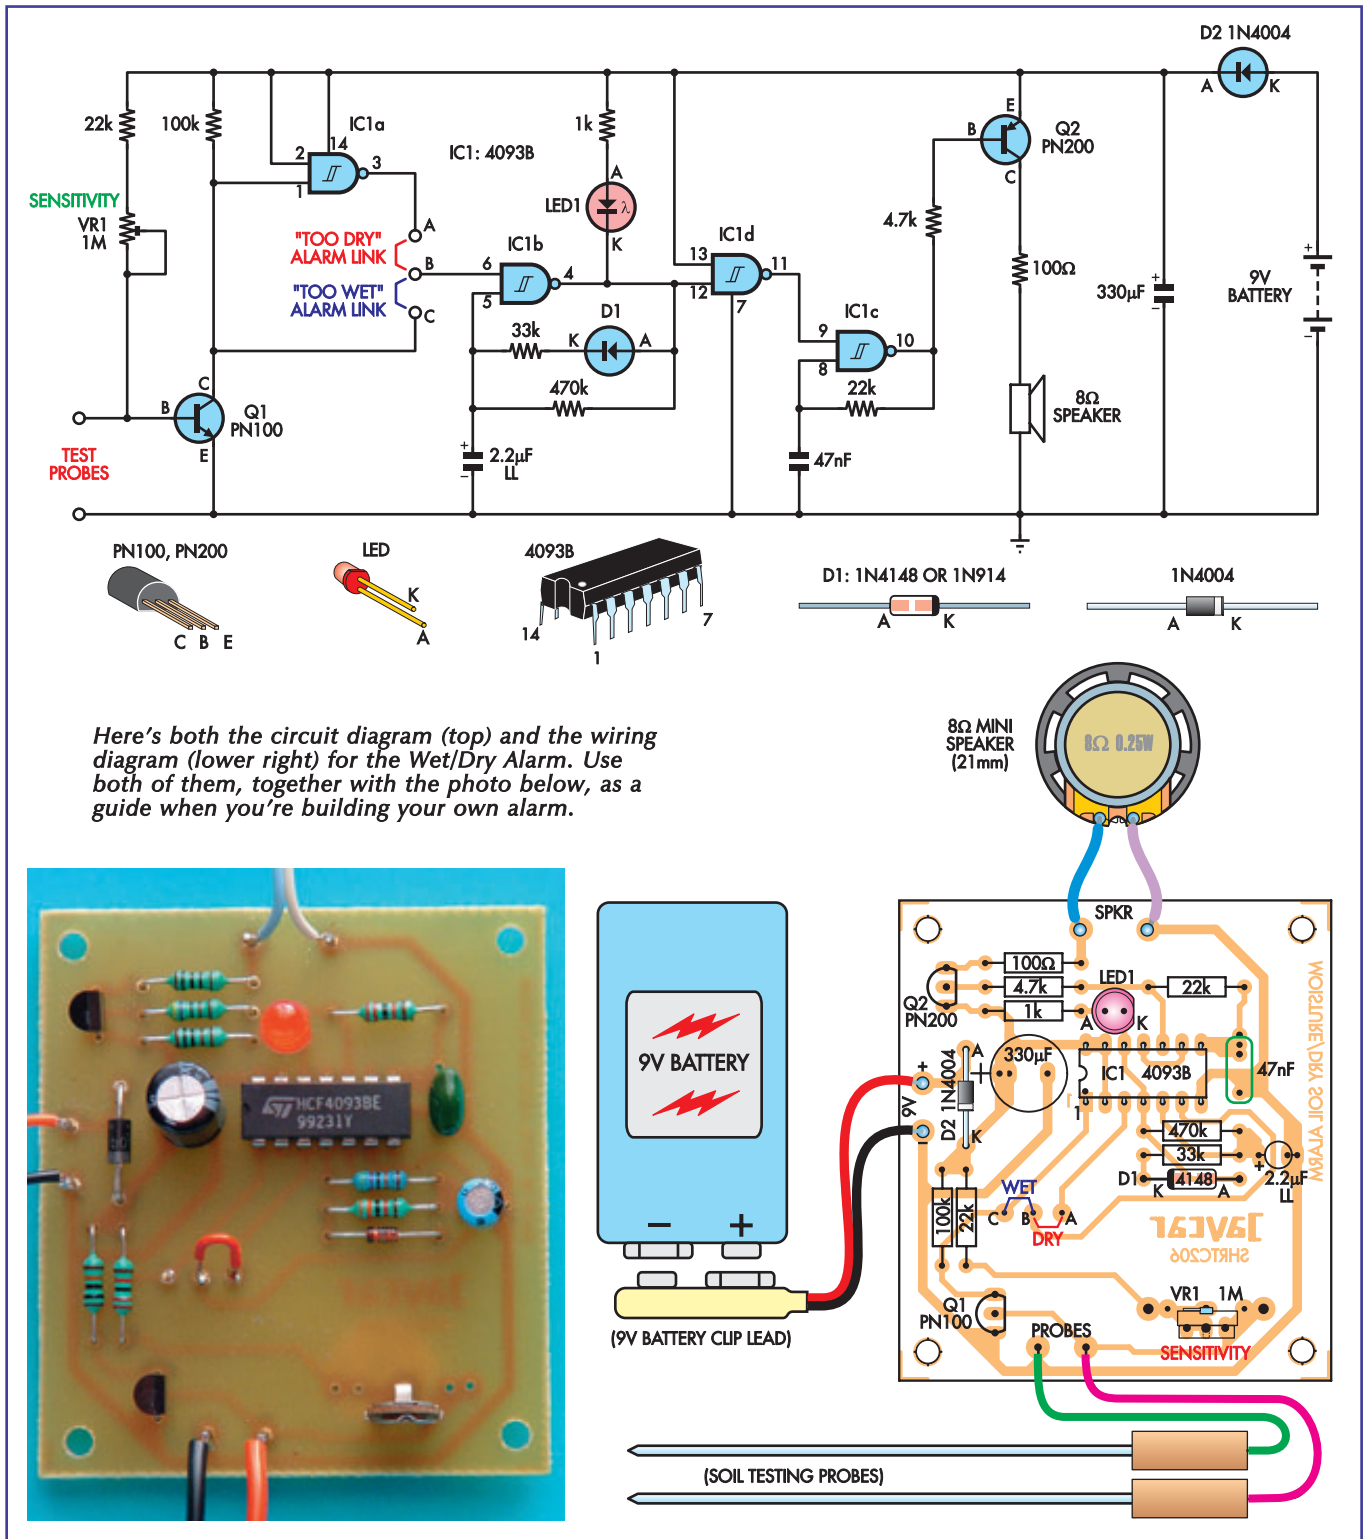 D2 1N4004
A
K
22k
100k
IC1a
14
2
3
1
IC1: 4093B
1k
A
LED1
λ
K
E
B
Q2
PN200
C
SENSITIVITY
VR1
1M
"TOO DRY"
ALARM LINK
"TOO WET"
ALARM LINK
A
B
C
IC1b
6
4
5
IC1d
13
11
12
7
4.7k
100Ω
330µF
+
−
9V
BATTERY
+
−
D1
33k
K
A
470k
IC1c
9
10
8
22k
C
B
Q1
PN100
E
TEST
PROBES
+
2.2µF
LL
−
47nF
8Ω
SPEAKER
PN100, PN200
C B E
LED
K
A
4093B
14
7
1
D1: 1N4148 OR 1N914
A
K
1N4004
A
K
Here's both the circuit diagram (top) and the wiring
diagram (lower right) for the Wet/Dry Alarm. Use
both of them, together with the photo below, as a
guide when you're building your own alarm.
8Ω MINI
SPEAKER
(21mm)
8Ω 0.25W
HCF4093BE
99231Y
9V BATTERY
− +
(9V BATTERY CLIP LEAD)
SPKR
100Ω
4.7k
1k
LED1
A
K
22k
Q2
PN200
330µF
+
A
D2 1N4004
K
+
9V
IC1 4093B
1
1
47nF
470k
33k
D1
K
4148
A
+
2.2µF
LL
MOISTURE/DRY SOIL ALARM
100k
22k
WET
C
B
A
DRY
Jaycar
SHRTC206
VR1 1M
SENSITIVITY
Q1
PN100
PROBES
(SOIL TESTING PROBES)